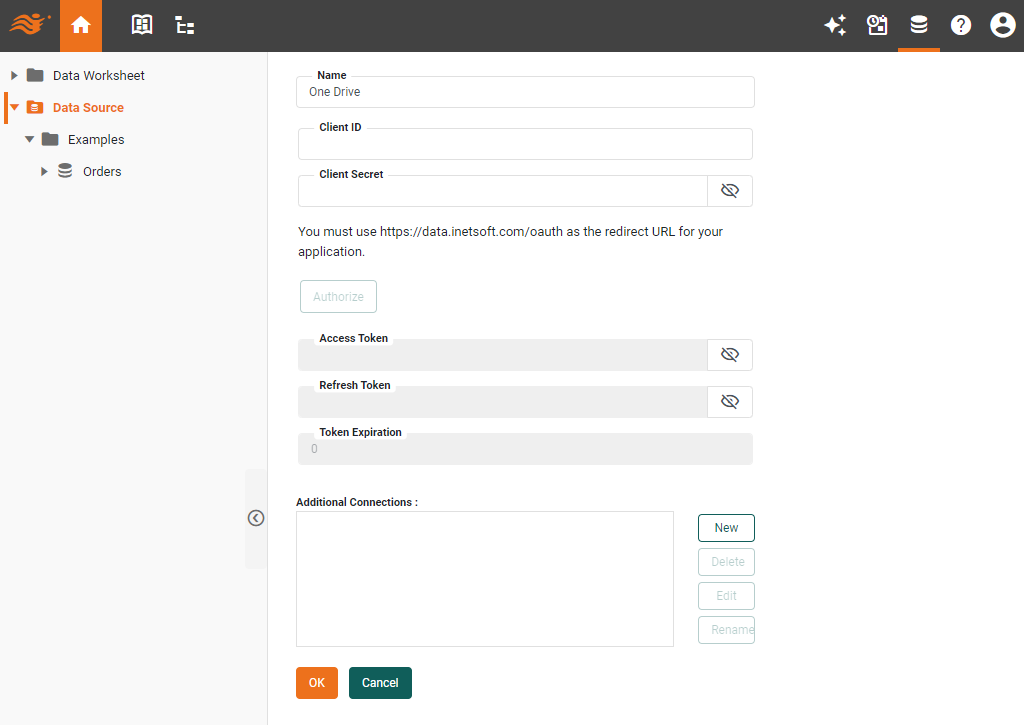 Data Worksheet
Data Source
Examples
Orders
Name
One Drive
Client ID
Client Secret
You must use https://data.inetsoft.com/oauth as the redirect URL for your
application.
Authorize
Access Token
Refresh Token
Token Expiration
0
Additional Connections :
New
Delete
Edit
Rename
OK
Cancel